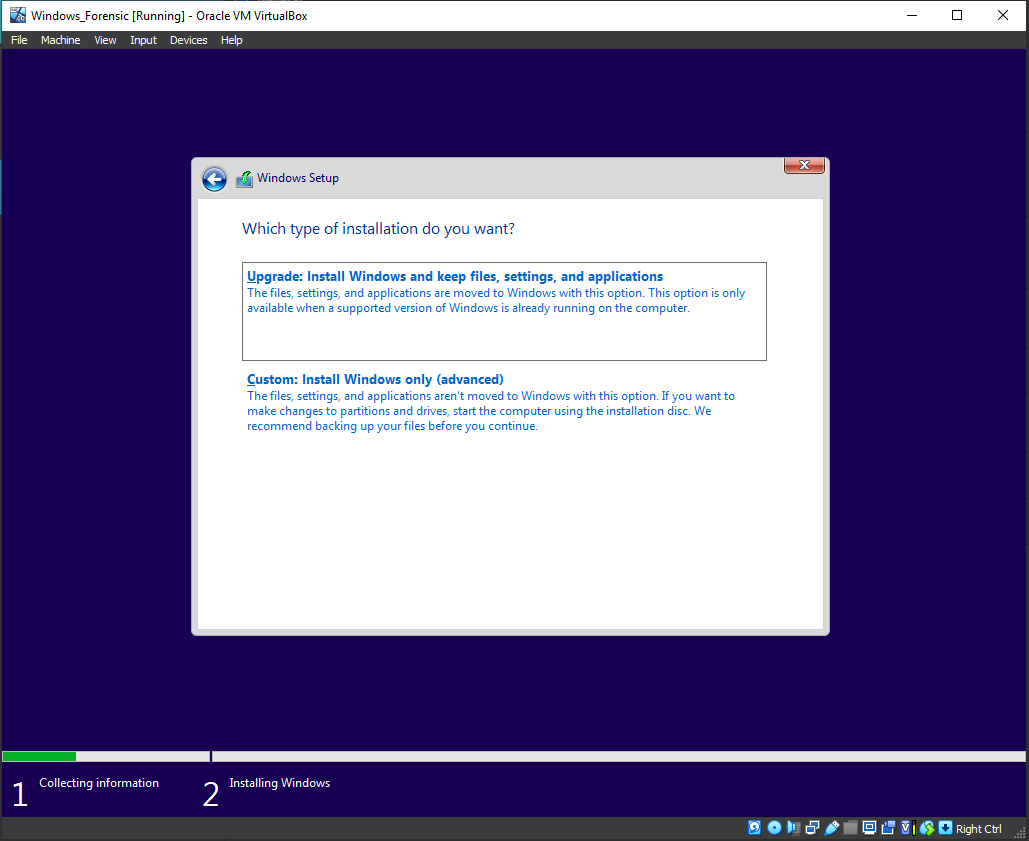 Windows_Forensic [Running] - Oracle VM VirtualBox
File Machine View Input Devices Help
Windows Setup
Which type of installation do you want?
Upgrade: Install Windows and keep files, settings, and applications
The files, settings, and applications are moved to Windows with this option. This option is only
available when a supported version of Windows is already running on the computer.
Custom: Install Windows only (advanced)
The files, settings, and applications aren't moved to Windows with this option. If you want to
make changes to partitions and drives, start the computer using the installation disc. We
recommend backing up your files before you continue.
1 Collecting information 2 Installing Windows
Right Ctrl